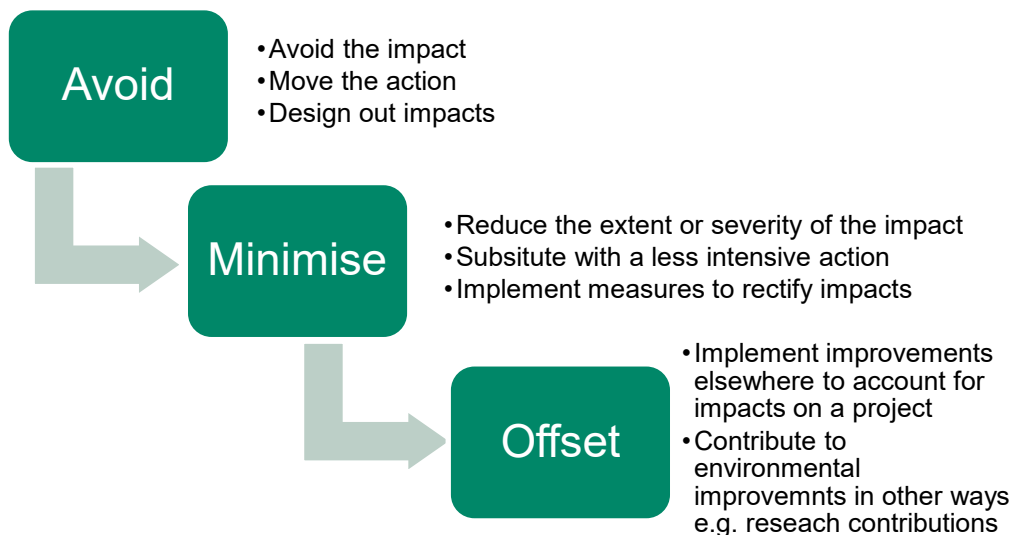 Avoid
•Avoid the impact
•Move the action
•Design out impacts
Minimise
•Reduce the extent or severity of the impact
•Subsitute with a less intensive action
•Implement measures to rectify impacts
Offset
•Implement improvements
elsewhere to account for
impacts on a project
•Contribute to
environmental
improvemnts in other ways
e.g. reseach contributions